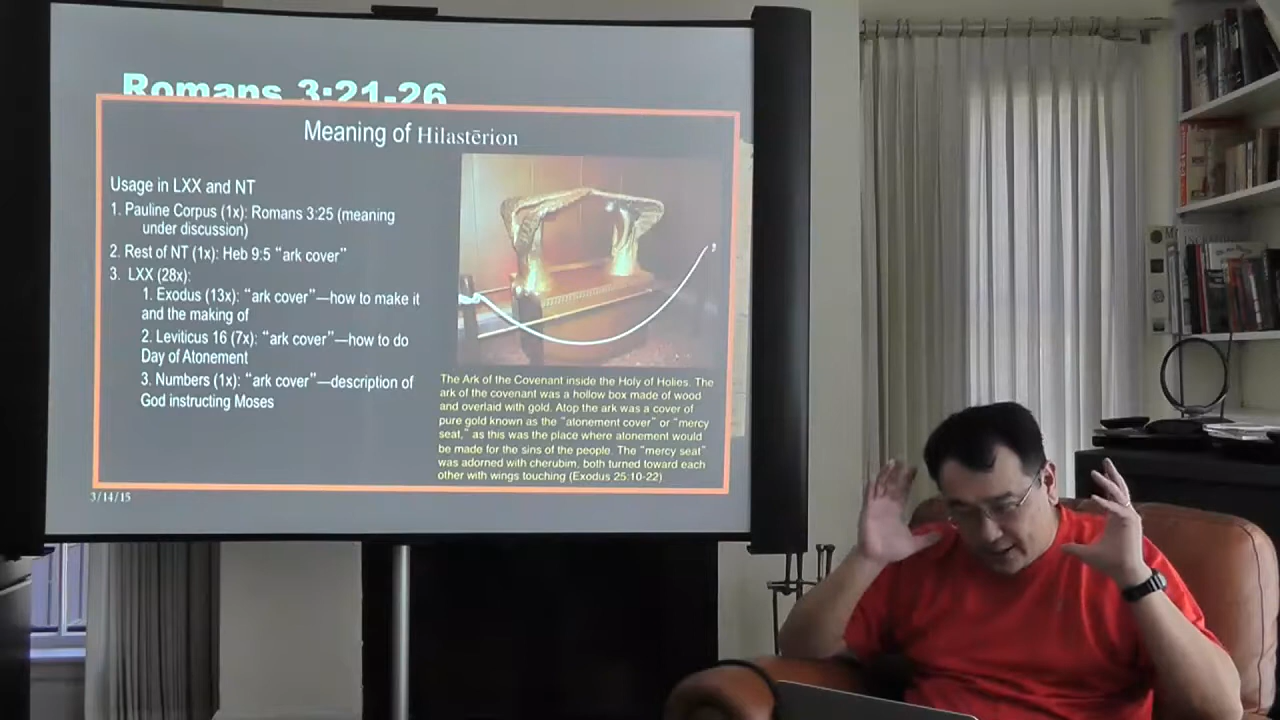 Romans 3:21-26
Meaning of Hilastērion
Usage in LXX and NT
1. Pauline Corpus (1x): Romans 3:25 (meaning
under discussion)
2. Rest of NT (1x): Heb 9:5 “ark cover”
3. LXX (28x):
1. Exodus (13x): “ark cover”—how to make it
and the making of
2. Leviticus 16 (7x): “ark cover”—how to do
Day of Atonement
3. Numbers (1x): “ark cover”—description of
God instructing Moses
The Ark of the Covenant inside the Holy of Holies. The
ark of the covenant was a hollow box made of wood
and overlaid with gold. Atop the ark was a cover of
pure gold known as the “atonement cover” or “mercy
seat,” as this was the place where atonement would
be made for the sins of the people. The “mercy seat”
was adorned with cherubim, both turned toward each
other with wings touching (Exodus 25:10-22)
3/14/15